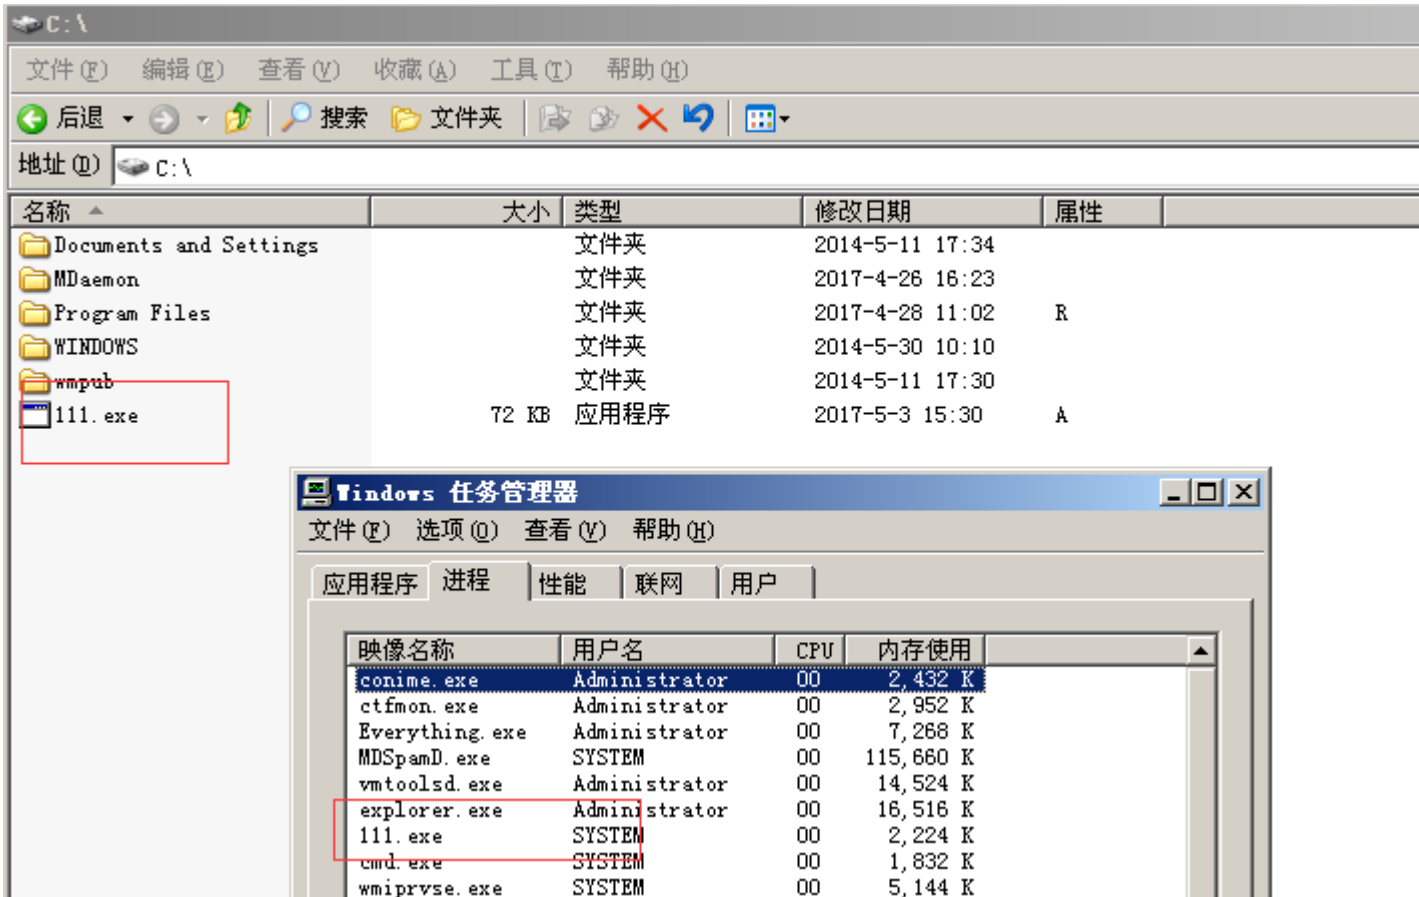 C:\
文件(F) 编辑(E) 查看(V) 收藏(A) 工具(T) 帮助(H)
后退 搜索 文件夹
地址(D) C:\
名称 大小 类型 修改日期 属性
Documents and Settings 文件夹 2014-5-11 17:34
MDaemon 文件夹 2017-4-26 16:23
Program Files 文件夹 2017-4-28 11:02 R
WINDOWS 文件夹 2014-5-30 10:10
wmpub 文件夹 2014-5-11 17:30
111.exe 72 KB 应用程序 2017-5-3 15:30 A
Windows 任务管理器
文件(F) 选项(O) 查看(V) 帮助(H)
应用程序 进程 性能 联网 用户
映像名称 用户名 CPU 内存使用
conime.exe Administrator 00 2,432 K
ctfmon.exe Administrator 00 2,952 K
Everything.exe Administrator 00 7,268 K
MDSpamD.exe SYSTEM 00 115,660 K
vmtoolsd.exe Administrator 00 14,524 K
explorer.exe Administrator 00 16,516 K
111.exe SYSTEM 00 2,224 K
cmd.exe SYSTEM 00 1,832 K
wmiprvse.exe SYSTEM 00 5,144 K